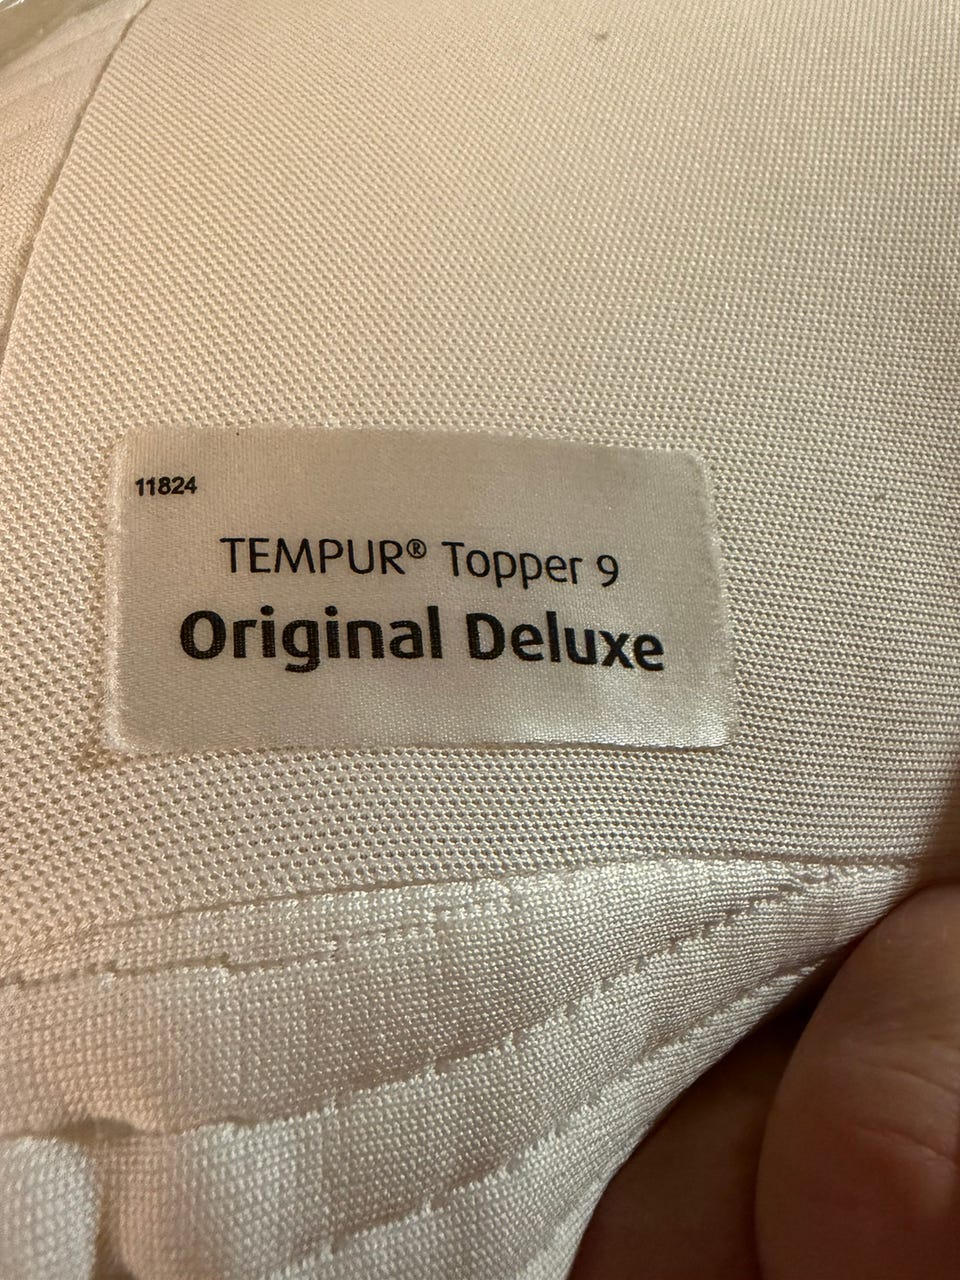 11824
TEMPUR® Topper 9
Original Deluxe